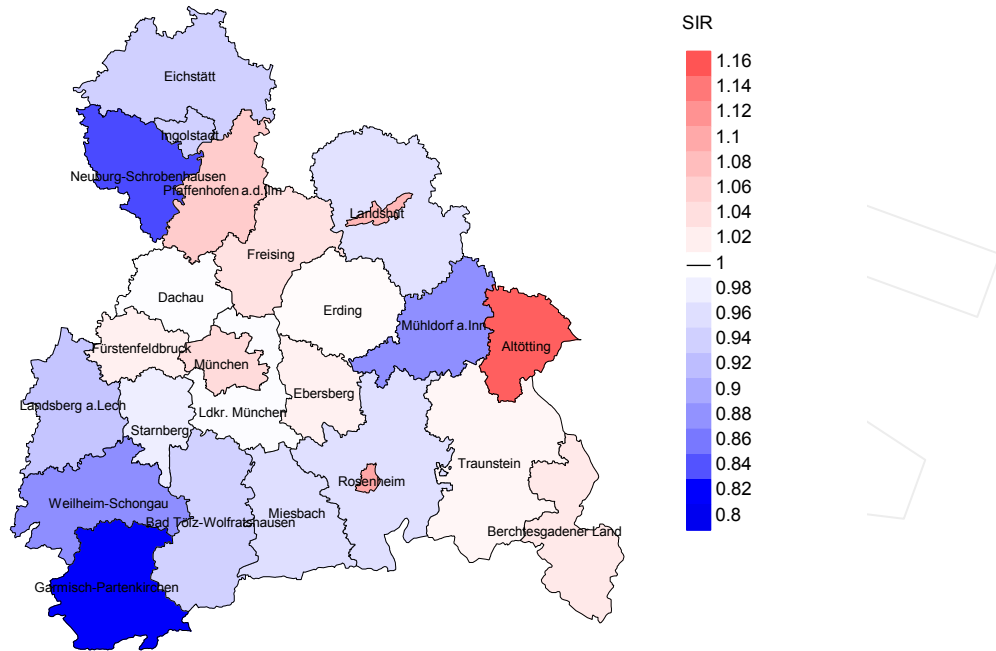 SIR
1.16
1.14
1.12
1.1
1.08
1.06
1.04
1.02
1
0.98
0.96
0.94
0.92
0.9
0.88
0.86
0.84
0.82
0.8
Eichstätt
Ingolstadt
Neuburg-Schrobenhausen
Pfaffenhofen a.d.Ilm
Landshut
Freising
Dachau
Erding
Mühldorf a.Inn
Altötting
Fürstenfeldbruck
München
Ebersberg
Landsberg a.Lech
Ldkr. München
Starnberg
Traunstein
Rosenheim
Weilheim-Schongau
Miesbach
Bad Tölz-Wolfratshausen
Berchtesgadener Land
Garmisch-Partenkirchen